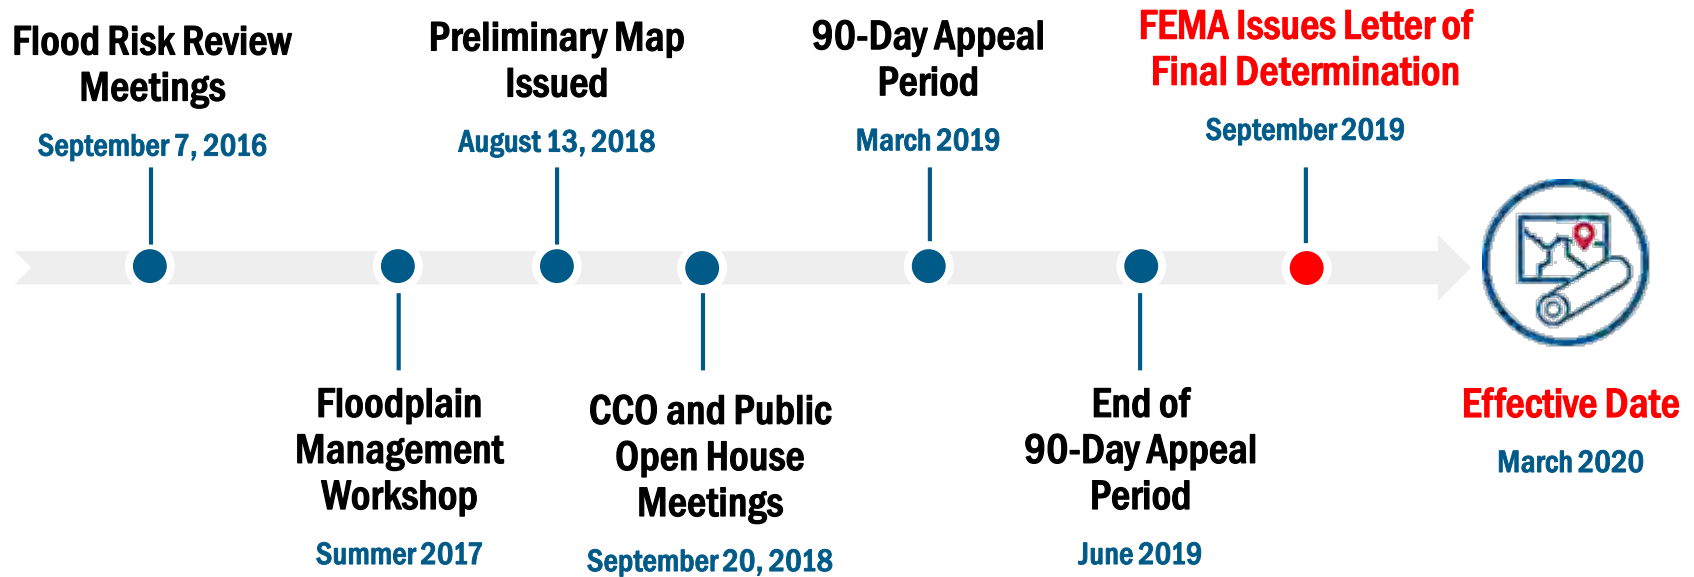 Flood Risk Review
Meetings
September 7, 2016
Floodplain
Management
Workshop
Summer 2017
Preliminary Map
Issued
August 13, 2018
CCO and Public
Open House
Meetings
September 20, 2018
90-Day Appeal
Period
March 2019
End of
90-Day Appeal
Period
June 2019
FEMA Issues Letter of
Final Determination
September 2019
Effective Date
March 2020